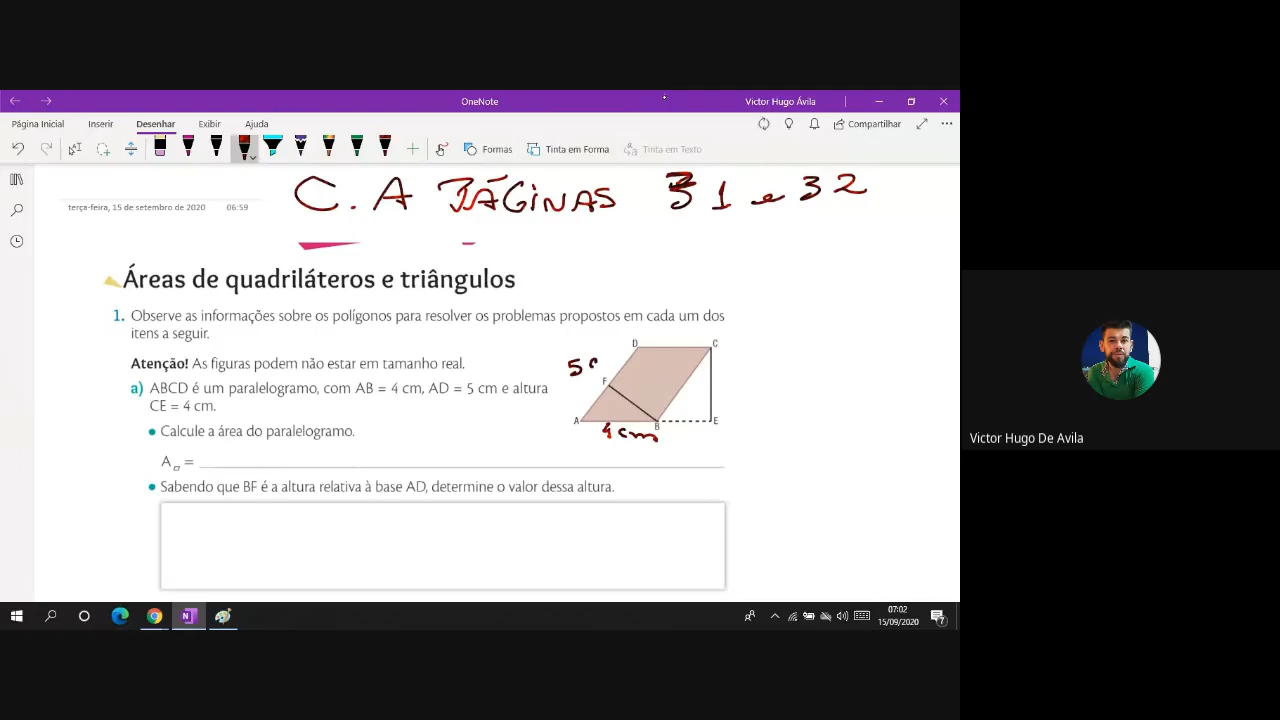 OneNote
Victor Hugo Ávila
Página Inicial Inserir Desenhar Exibir Ajuda
Compartilhar
Formas Tinta em Forma Tinta em Texto
terça-feira, 15 de setembro de 2020 06:59
C.A PÁGINAS 31 e 32
Áreas de quadriláteros e triângulos
1. Observe as informações sobre os polígonos para resolver os problemas propostos em cada um dos
itens a seguir.
Atenção! As figuras podem não estar em tamanho real.
a) ABCD é um paralelogramo, com AB = 4 cm, AD = 5 cm e altura
CE = 4 cm.
• Calcule a área do paralelogramo.
A▱ =
• Sabendo que BF é a altura relativa à base AD, determine o valor dessa altura.
D C
5 c
F
A B E
4 cm
Victor Hugo De Avila
07:02
15/09/2020
7